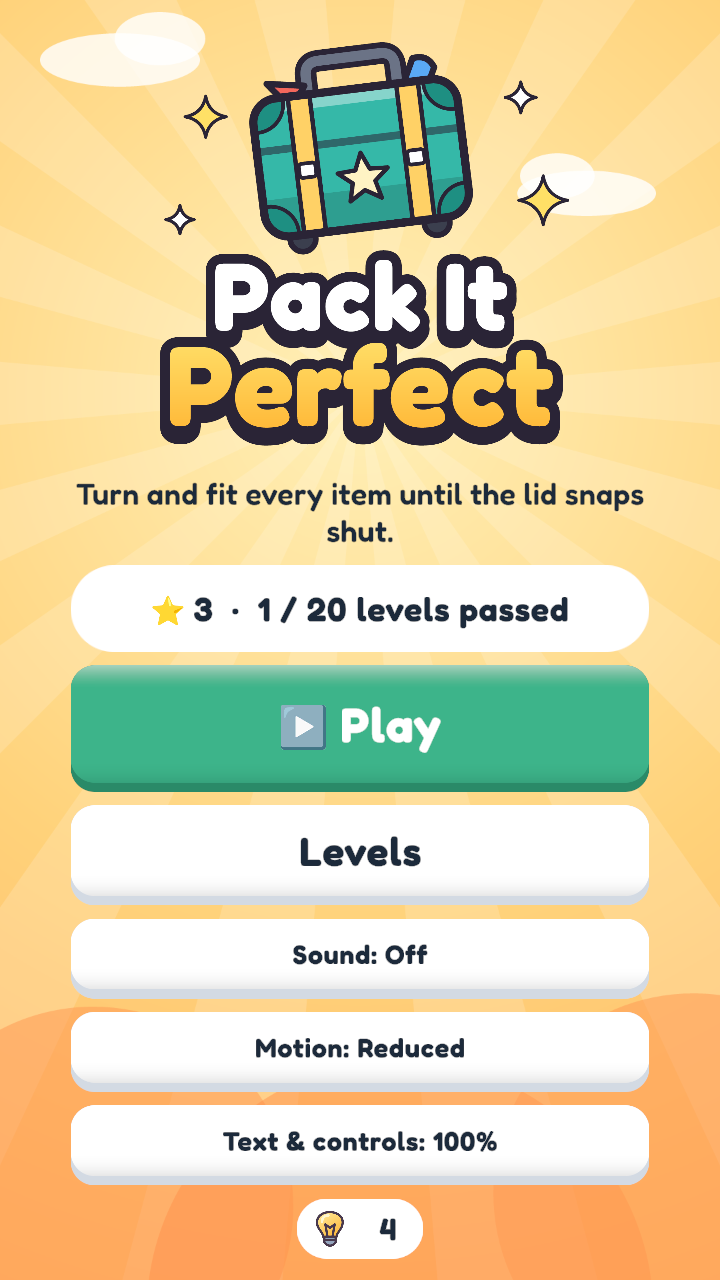 Pack It
Perfect
Turn and fit every item until the lid snaps
shut.
⭐ 3 · 1 / 20 levels passed
▶️ Play
Levels
Sound: Off
Motion: Reduced
Text & controls: 100%
💡 4